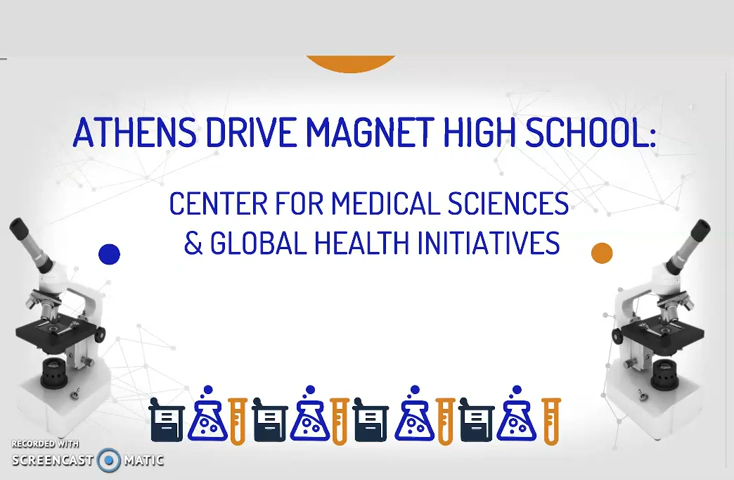 ATHENS DRIVE MAGNET HIGH SCHOOL:
CENTER FOR MEDICAL SCIENCES
& GLOBAL HEALTH INITIATIVES
RECORDED WITH
SCREENCAST MATIC